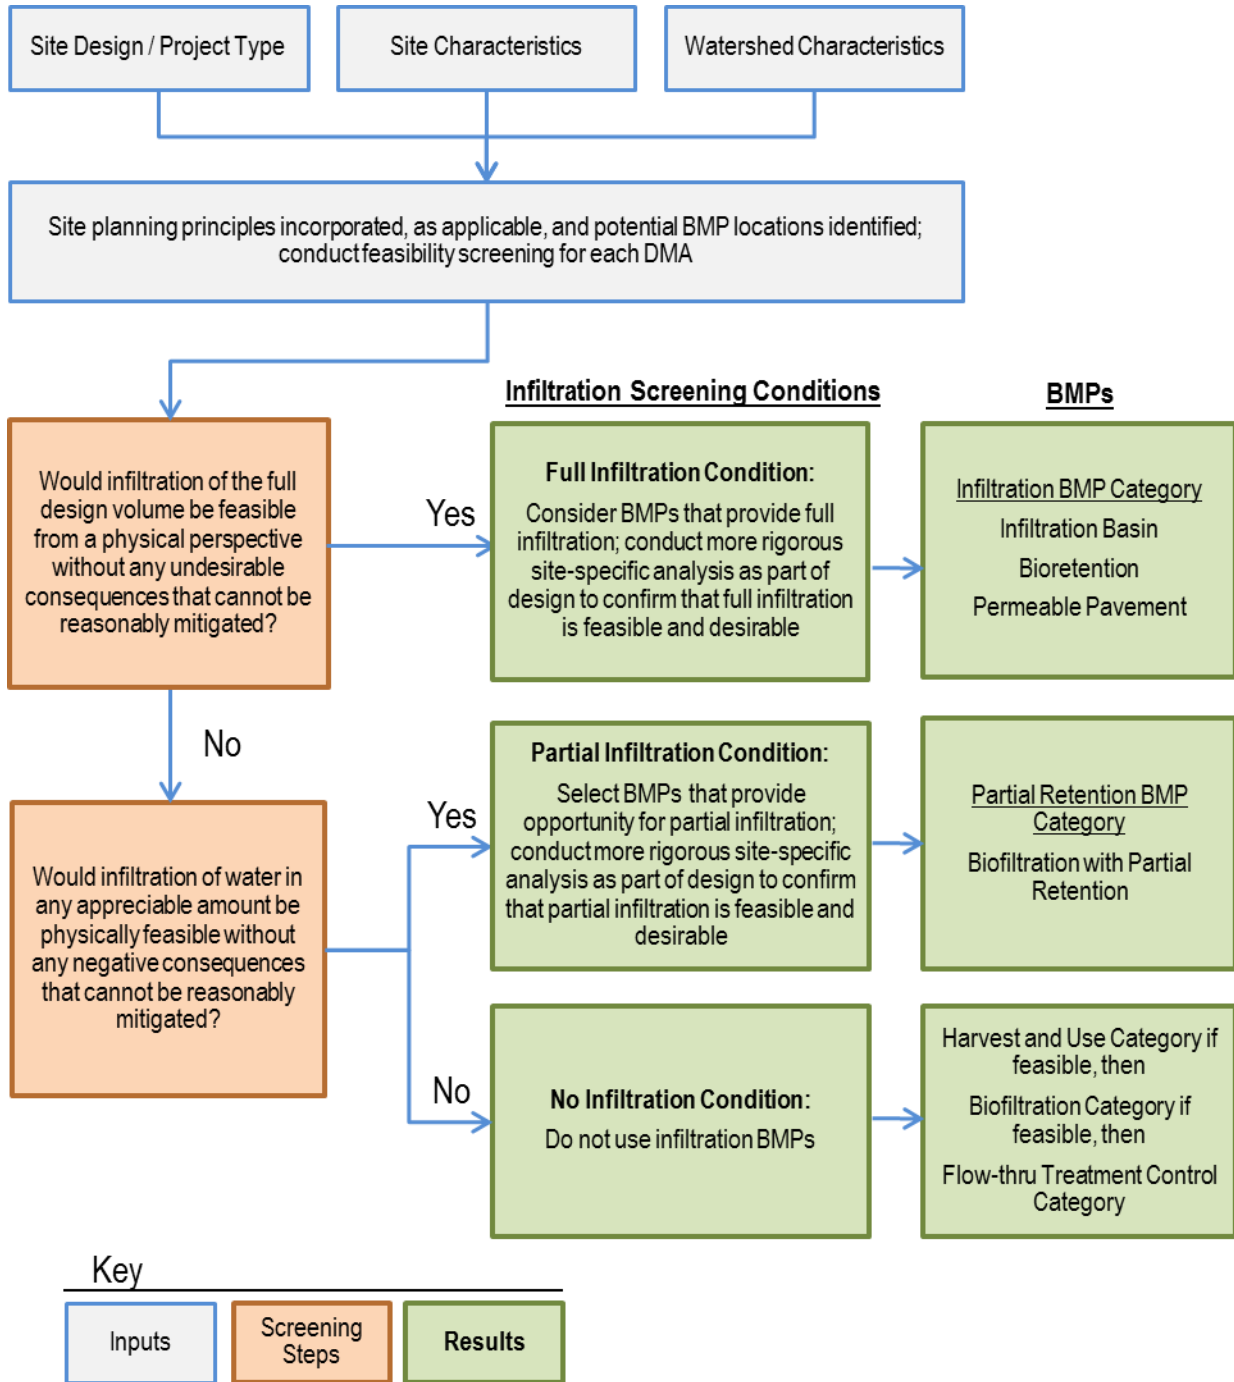 Site Design / Project Type
Site Characteristics
Watershed Characteristics
Site planning principles incorporated, as applicable, and potential BMP locations identified;
conduct feasibility screening for each DMA
Infiltration Screening Conditions
BMPs
Would infiltration of the full
design volume be feasible
from a physical perspective
without any undesirable
consequences that cannot be
reasonably mitigated?
Yes
Full Infiltration Condition:
Consider BMPs that provide full
infiltration; conduct more rigorous
site-specific analysis as part of
design to confirm that full infiltration
is feasible and desirable
Infiltration BMP Category
Infiltration Basin
Bioretention
Permeable Pavement
No
Would infiltration of water in
any appreciable amount be
physically feasible without
any negative consequences
that cannot be reasonably
mitigated?
Yes
Partial Infiltration Condition:
Select BMPs that provide
opportunity for partial infiltration;
conduct more rigorous site-specific
analysis as part of design to confirm
that partial infiltration is feasible and
desirable
Partial Retention BMP
Category
Biofiltration with Partial
Retention
No
No Infiltration Condition:
Do not use infiltration BMPs
Harvest and Use Category if
feasible, then
Biofiltration Category if
feasible, then
Flow-thru Treatment Control
Category
Key
Inputs
Screening
Steps
Results